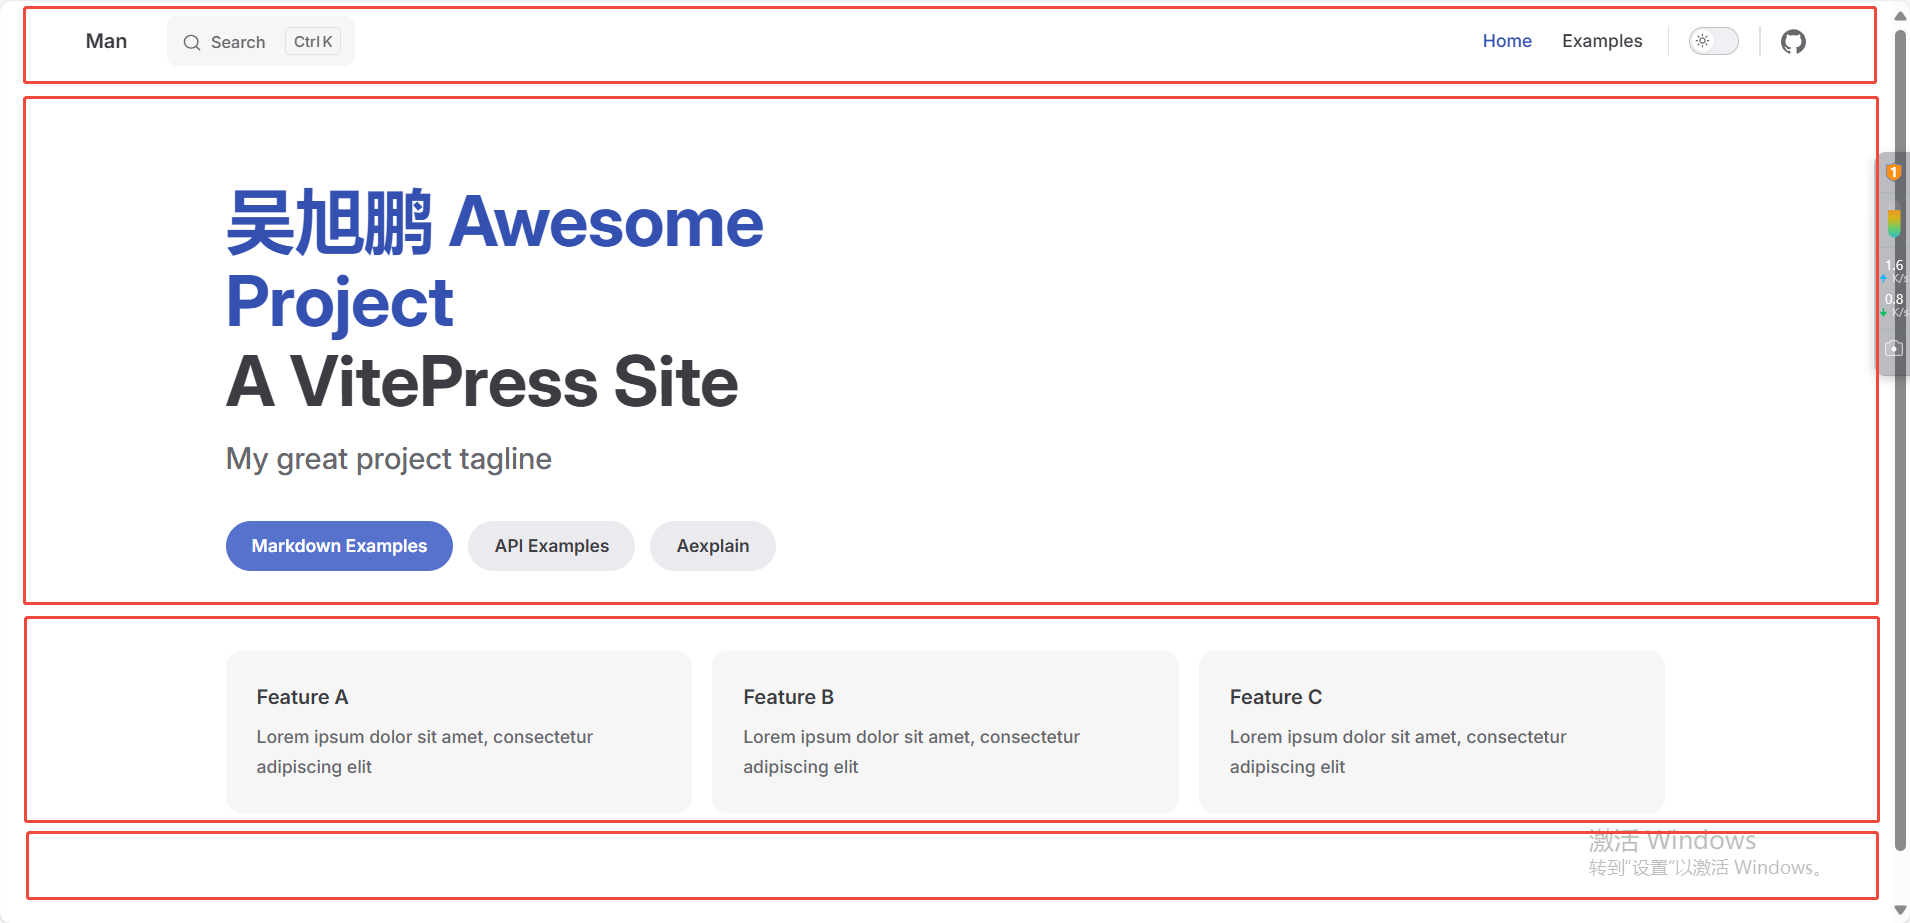 Man
Search Ctrl K
Home Examples
吴旭鹏 Awesome
Project
A VitePress Site
My great project tagline
Markdown Examples API Examples Aexplain
Feature A
Lorem ipsum dolor sit amet, consectetur
adipiscing elit
Feature B
Lorem ipsum dolor sit amet, consectetur
adipiscing elit
Feature C
Lorem ipsum dolor sit amet, consectetur
adipiscing elit
1
1.6
K/s
0.8
K/s
激活 Windows
转到“设置”以激活 Windows。